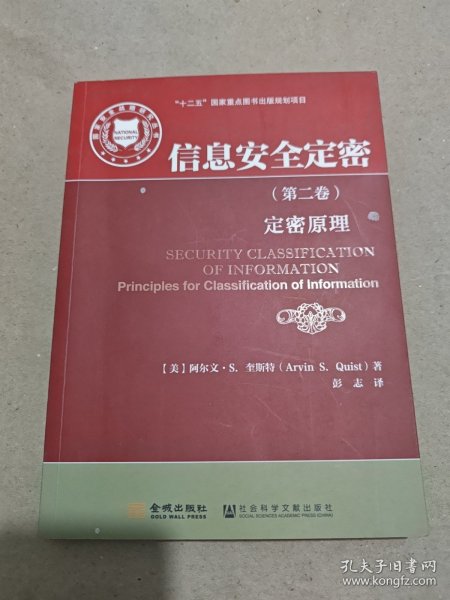 “十二五”国家重点图书出版规划项目
NATIONAL
SECURITY
信息安全定密
（第二卷）
定密原理
SECURITY CLASSIFICATION
OF INFORMATION
Principles for Classification of Information
【美】阿尔文·S. 奎斯特（Arvin S. Quist）著
彭志 译
金城出版社
GOLD WALL PRESS
社会科学文献出版社
SOCIAL SCIENCES ACADEMIC PRESS (CHINA)
孔夫子旧书网
www.kongfz.com